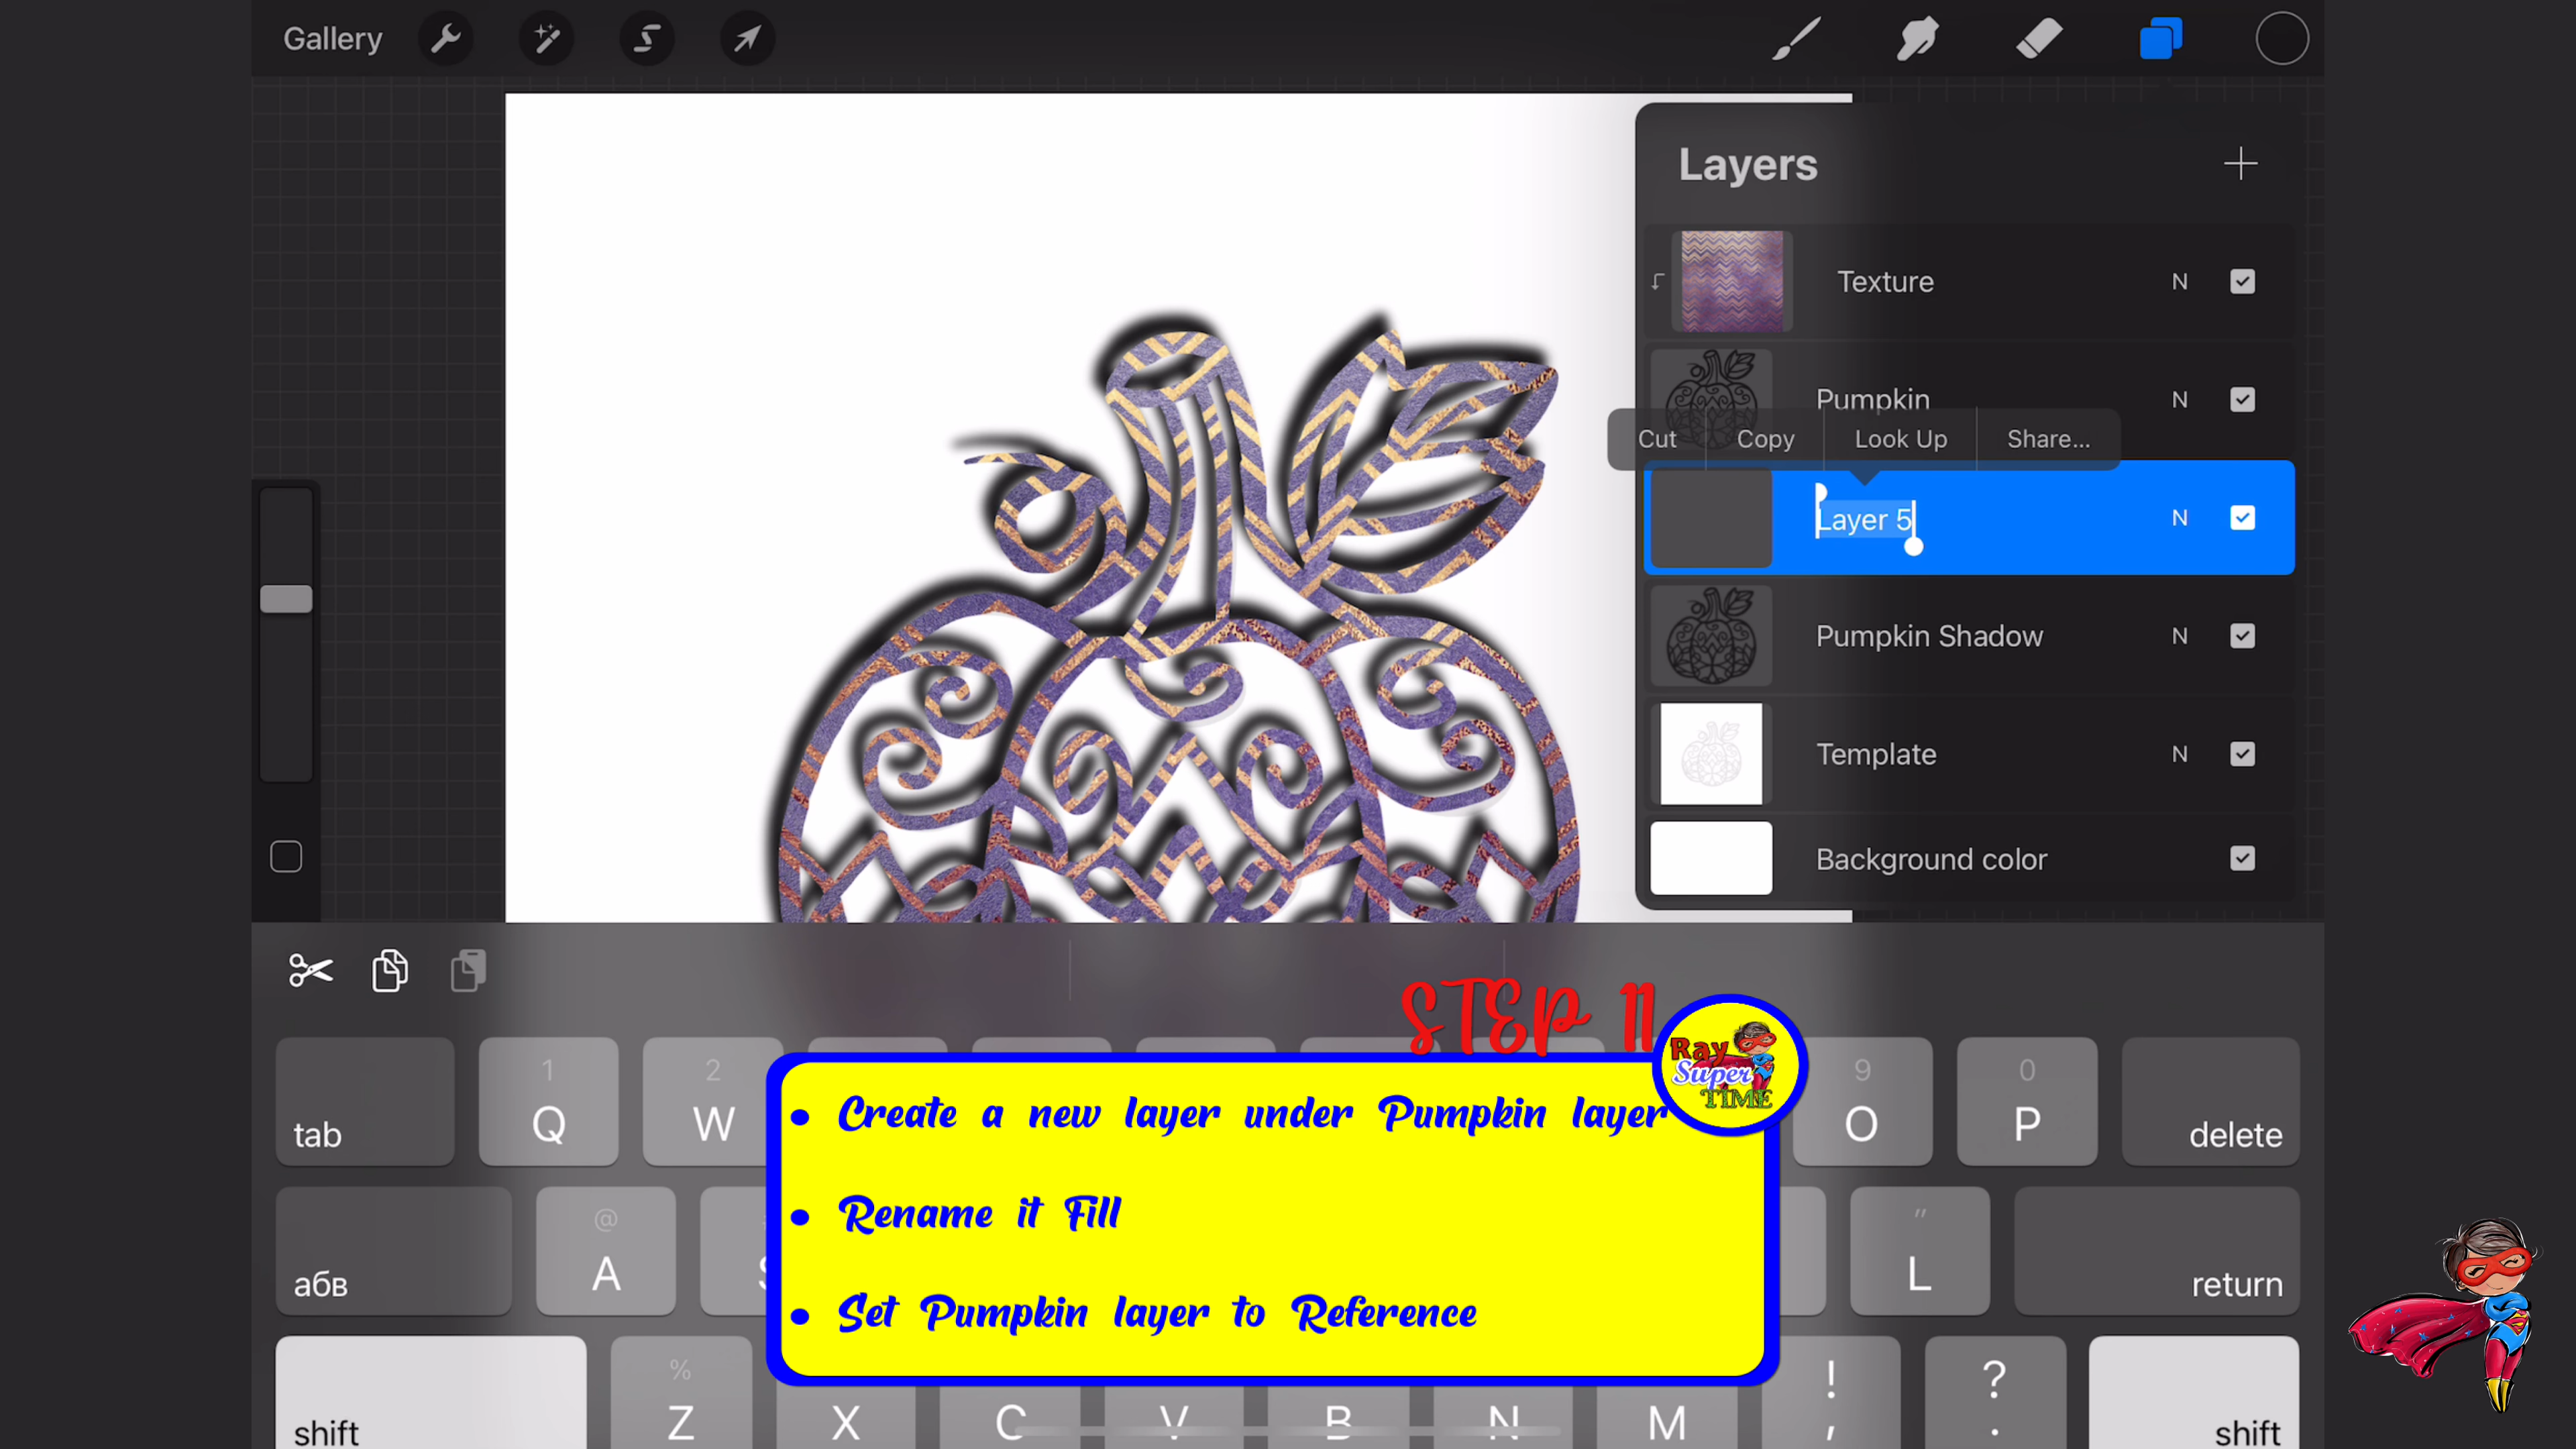 Gallery
Layers
Texture N
Pumpkin N
Cut Copy Look Up Share...
Layer 5 N
Pumpkin Shadow N
Template N
Background color
STEP 11
Ray
Super
TIME
• Create a new layer under Pumpkin layer
• Rename it Fill
• Set Pumpkin layer to Reference
1 2 9 0
tab Q W O P delete
@ "
абв A L return
% ! ?
shift Z X C V B N M , . shift